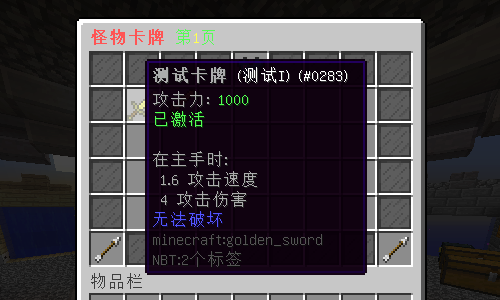 怪物卡牌 第1页
测试卡牌 (测试I) (#0283)
攻击力: 1000
已激活
在主手时:
1.6 攻击速度
4 攻击伤害
无法破坏
minecraft:golden_sword
NBT:2个标签
物品栏